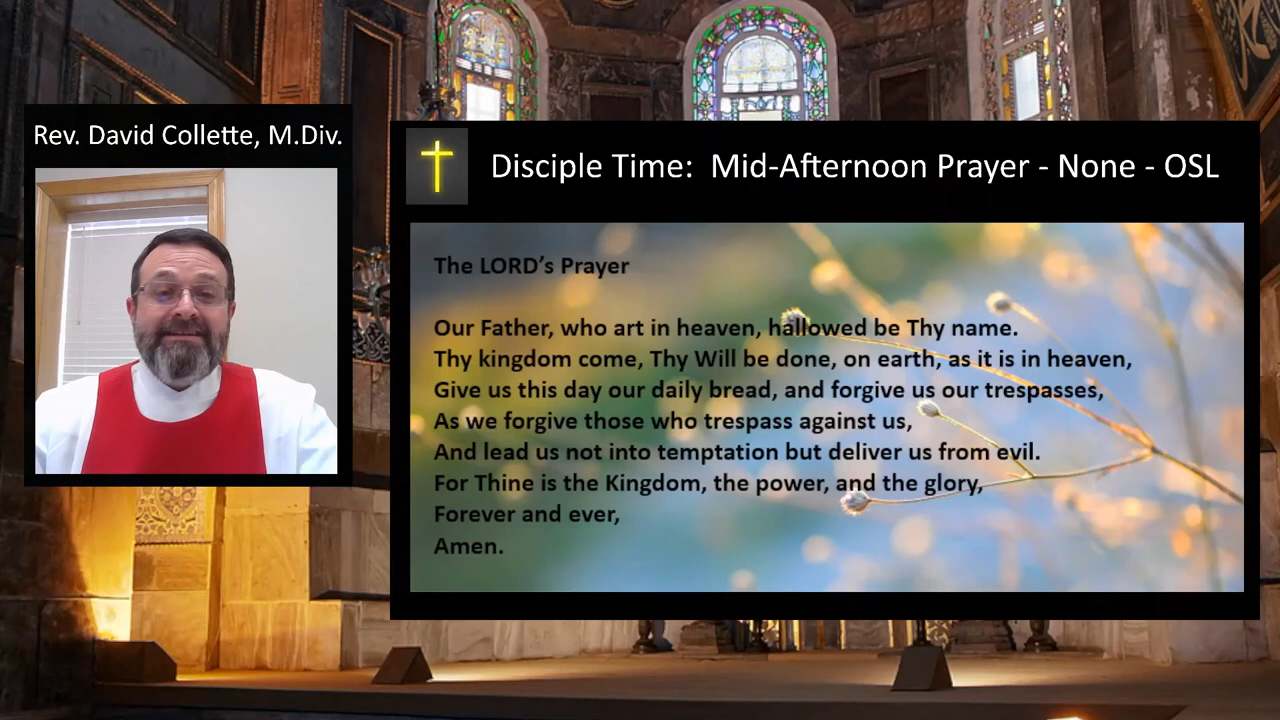 Rev. David Collette, M.Div.
Disciple Time:  Mid-Afternoon Prayer - None - OSL
The LORD’s Prayer
Our Father, who art in heaven, hallowed be Thy name.
Thy kingdom come, Thy Will be done, on earth, as it is in heaven,
Give us this day our daily bread, and forgive us our trespasses,
As we forgive those who trespass against us,
And lead us not into temptation but deliver us from evil.
For Thine is the Kingdom, the power, and the glory,
Forever and ever,
Amen.